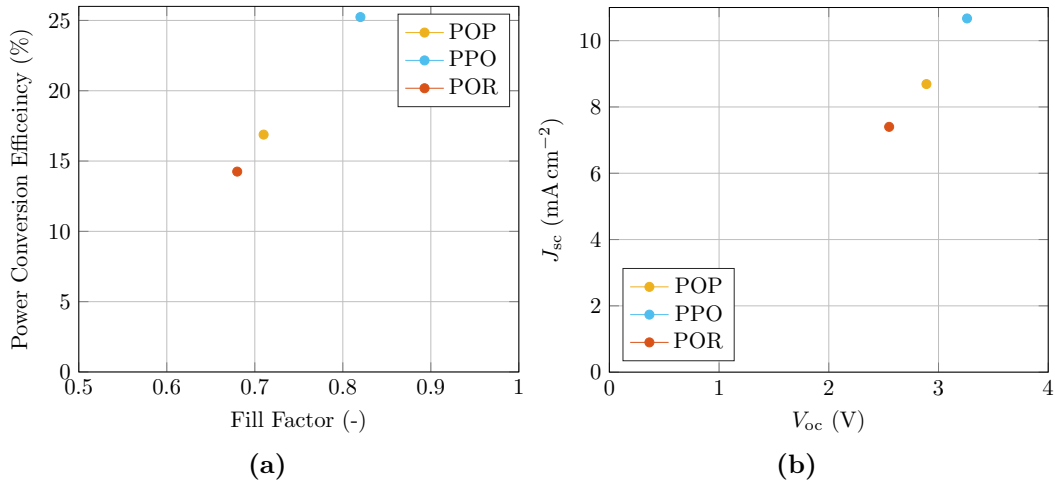 Power Conversion Efficeincy (%)
25
20
15
10
5
0
0.5 0.6 0.7 0.8 0.9 1
Fill Factor (-)
POP
PPO
POR
(a)
J_sc (mA cm⁻²)
10
8
6
4
2
0
0 1 2 3 4
V_oc (V)
POP
PPO
POR
(b)